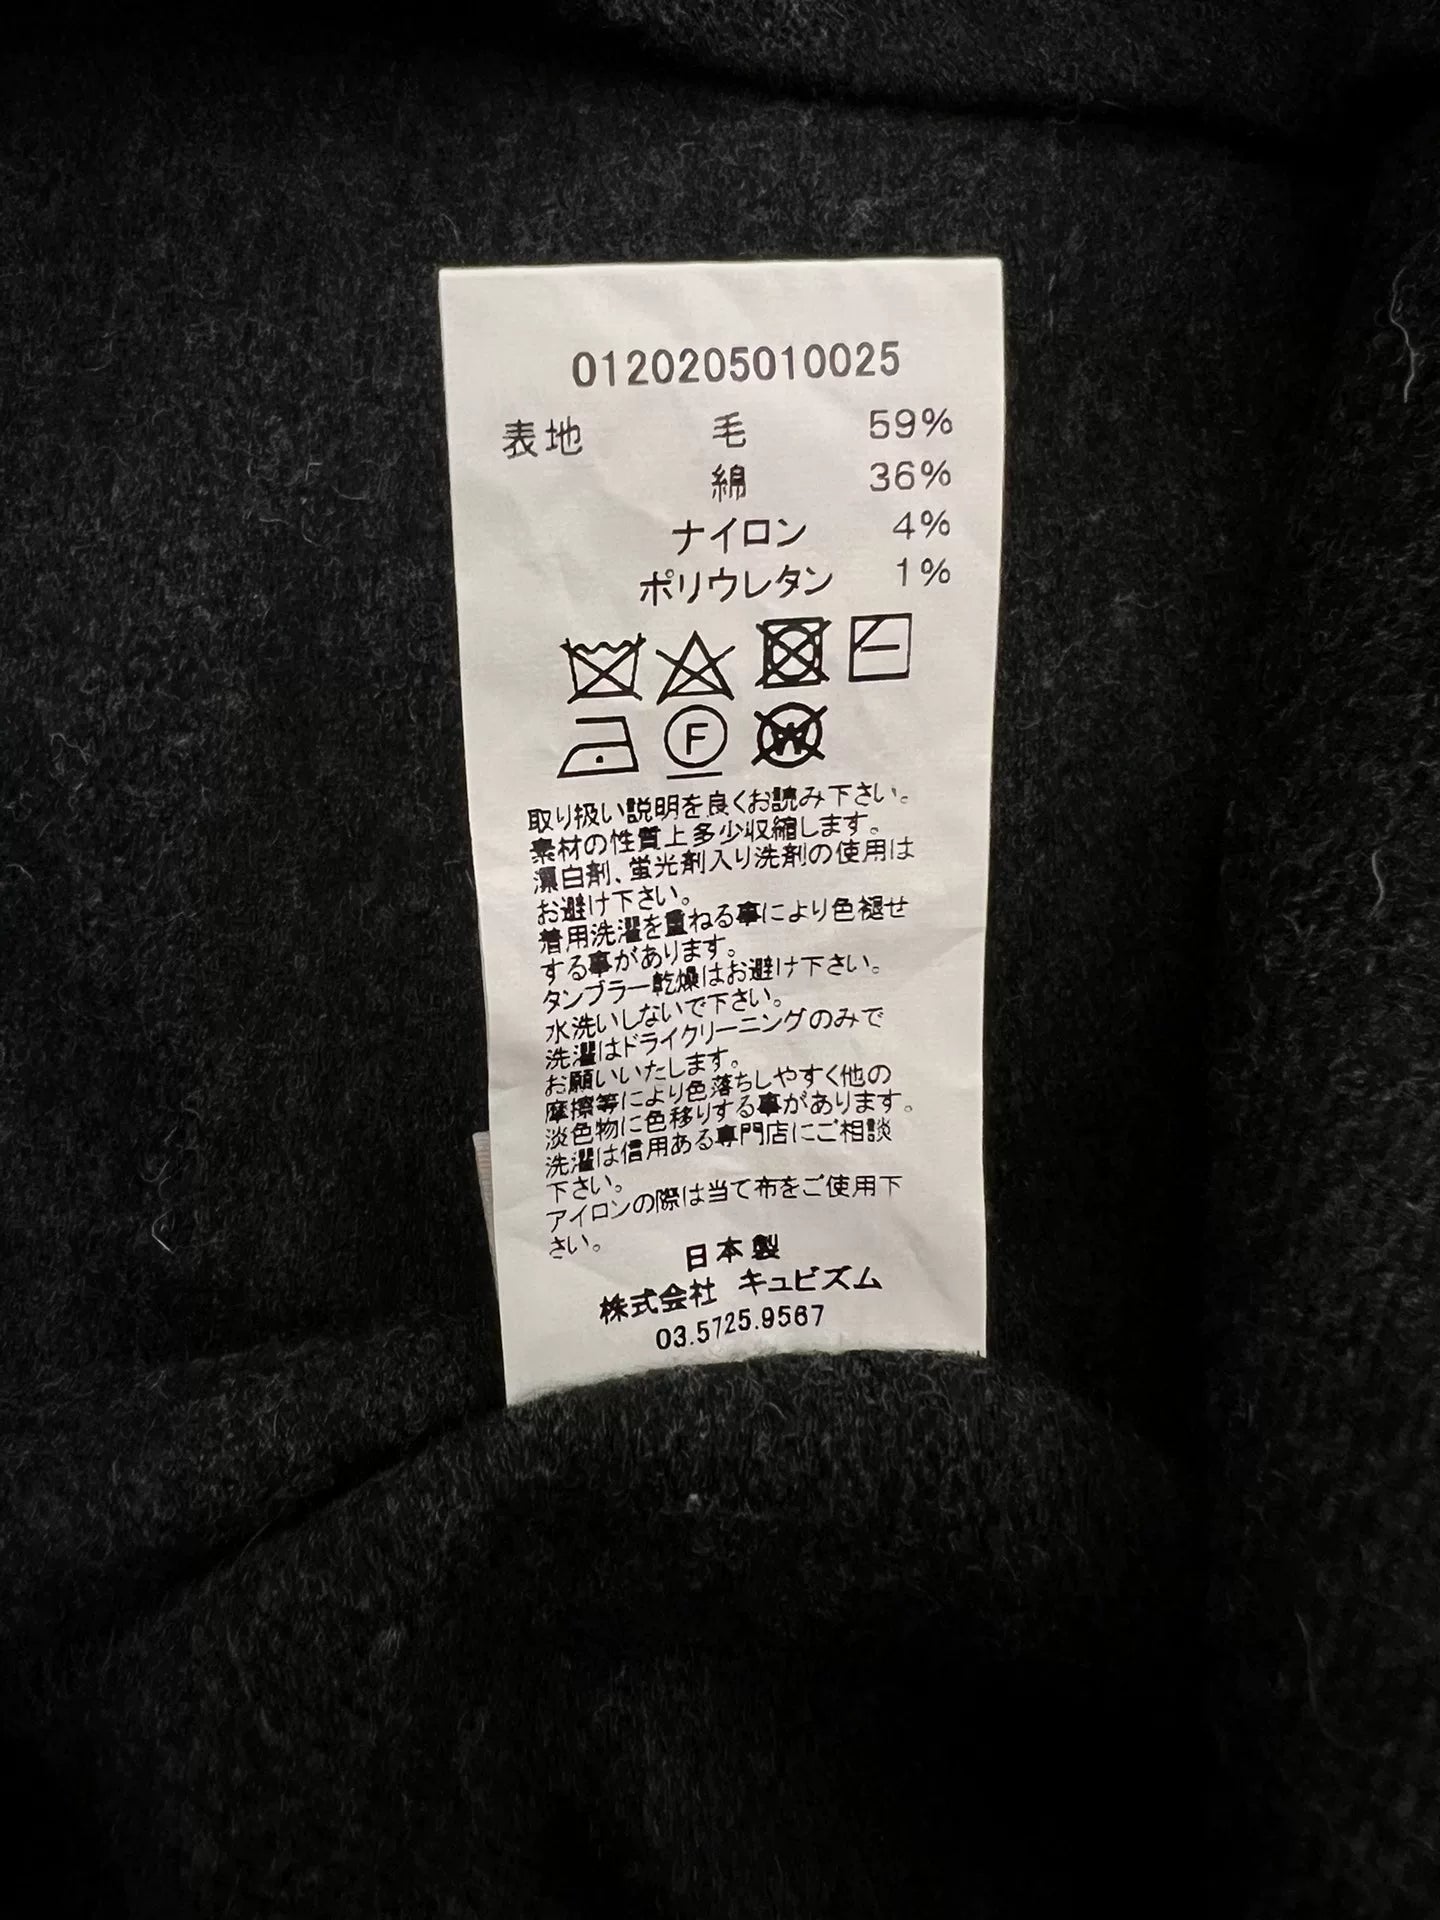 0120205010025
表地 毛 59%
綿 36%
ナイロン 4%
ポリウレタン 1%
F
W
取り扱い説明を良くお読み下さい。
素材の性質上多少収縮します。
漂白剤、蛍光剤入り洗剤の使用は
お避け下さい。
着用洗濯を重ねる事により色褪せ
する事があります。
タンブラー乾燥はお避け下さい。
水洗いしないで下さい。
洗濯はドライクリーニングのみで
お願いいたします。
摩擦等により色落ちしやすく他の
淡色物に色移りする事があります。
洗濯は信用ある専門店にご相談
下さい。
アイロンの際は当て布をご使用下
さい。
日本製
株式会社 キュビズム
03.5725.9567